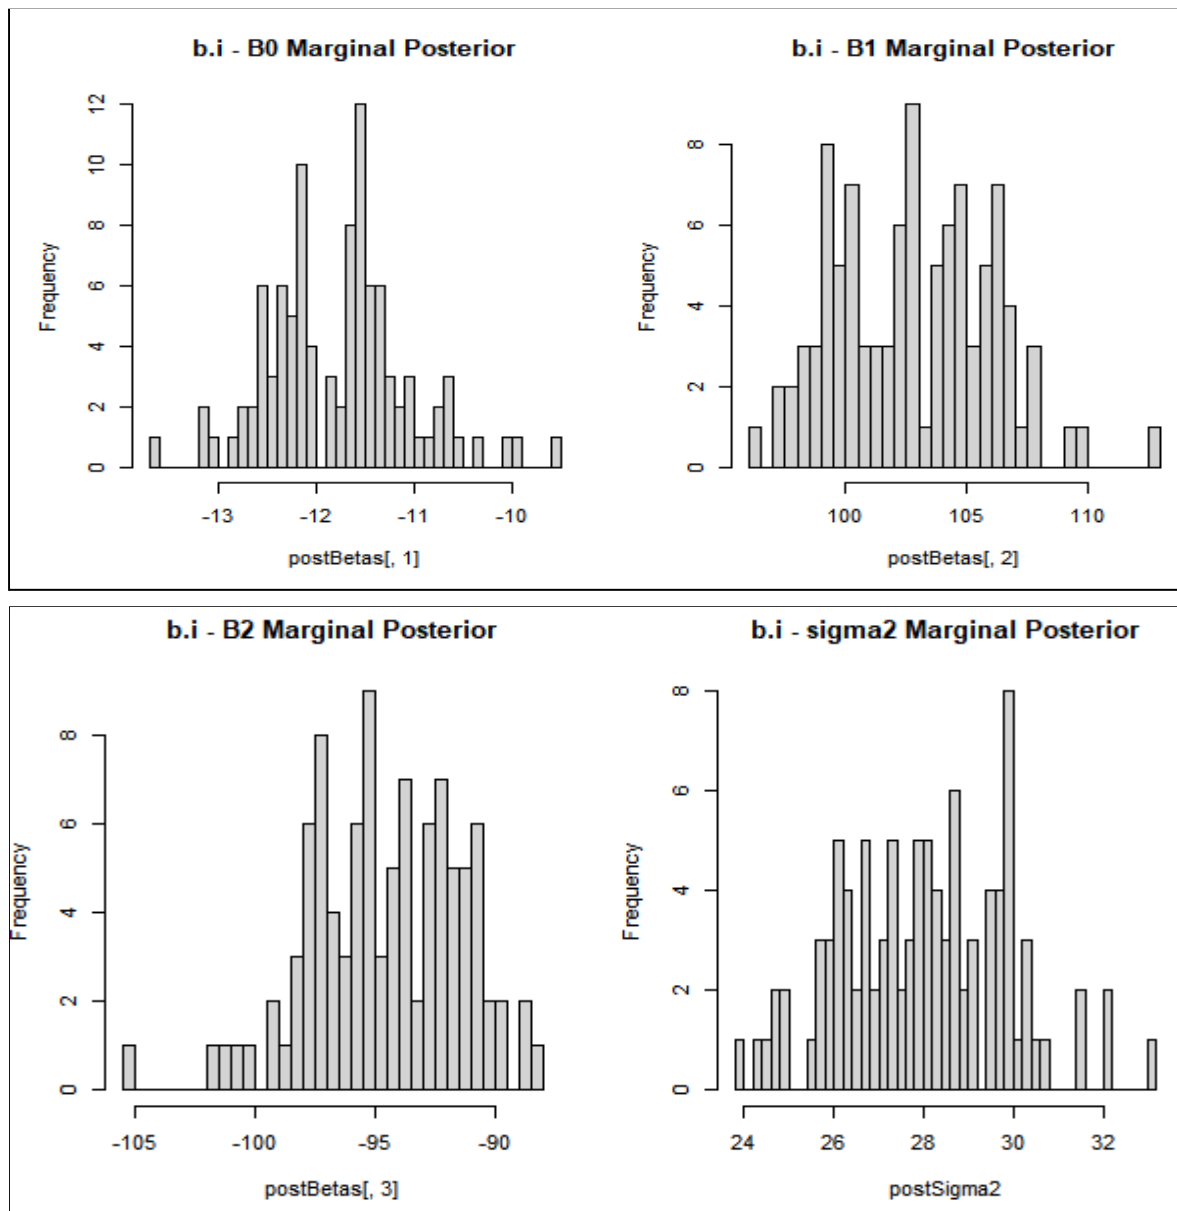 b.i - B0 Marginal Posterior
Frequency
12
10
8
6
4
2
0
-13 -12 -11 -10
postBetas[, 1]
b.i - B1 Marginal Posterior
Frequency
8
6
4
2
0
100 105 110
postBetas[, 2]
b.i - B2 Marginal Posterior
Frequency
8
6
4
2
0
-105 -100 -95 -90
postBetas[, 3]
b.i - sigma2 Marginal Posterior
Frequency
8
6
4
2
0
24 26 28 30 32
postSigma2